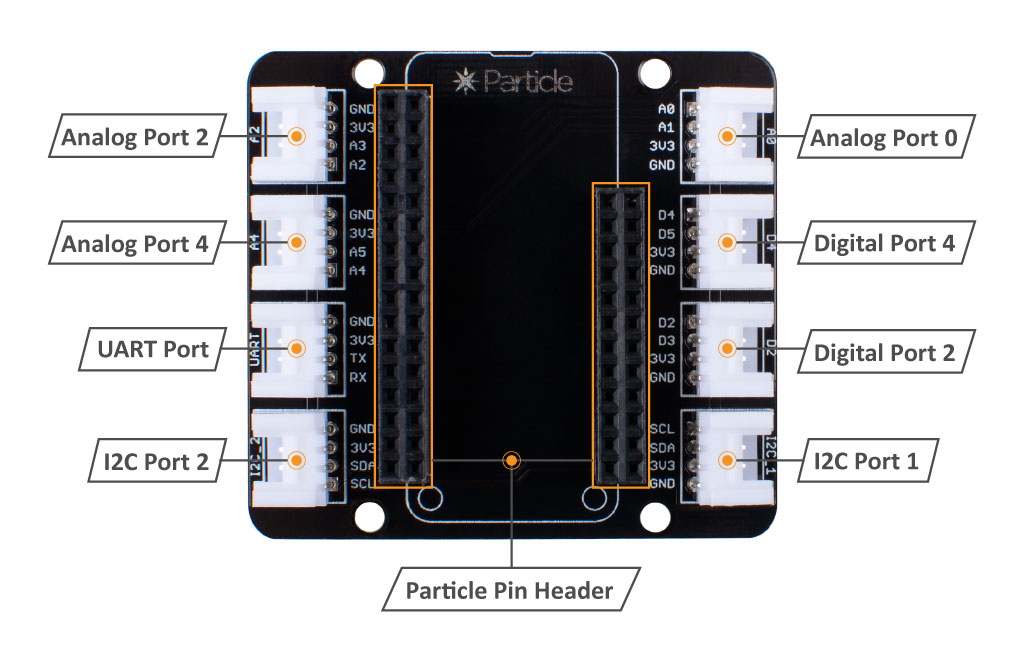 Particle
Analog Port 2
A2
GND
3V3
A3
A2
Analog Port 4
A4
GND
3V3
A5
A4
UART Port
UART
GND
3V3
TX
RX
I2C Port 2
I2C_2
GND
3V3
SDA
SCL
A0
A1
3V3
GND
A0
Analog Port 0
D4
D5
3V3
GND
D4
Digital Port 4
D2
D3
3V3
GND
D2
Digital Port 2
SCL
SDA
3V3
GND
I2C_1
I2C Port 1
Particle Pin Header